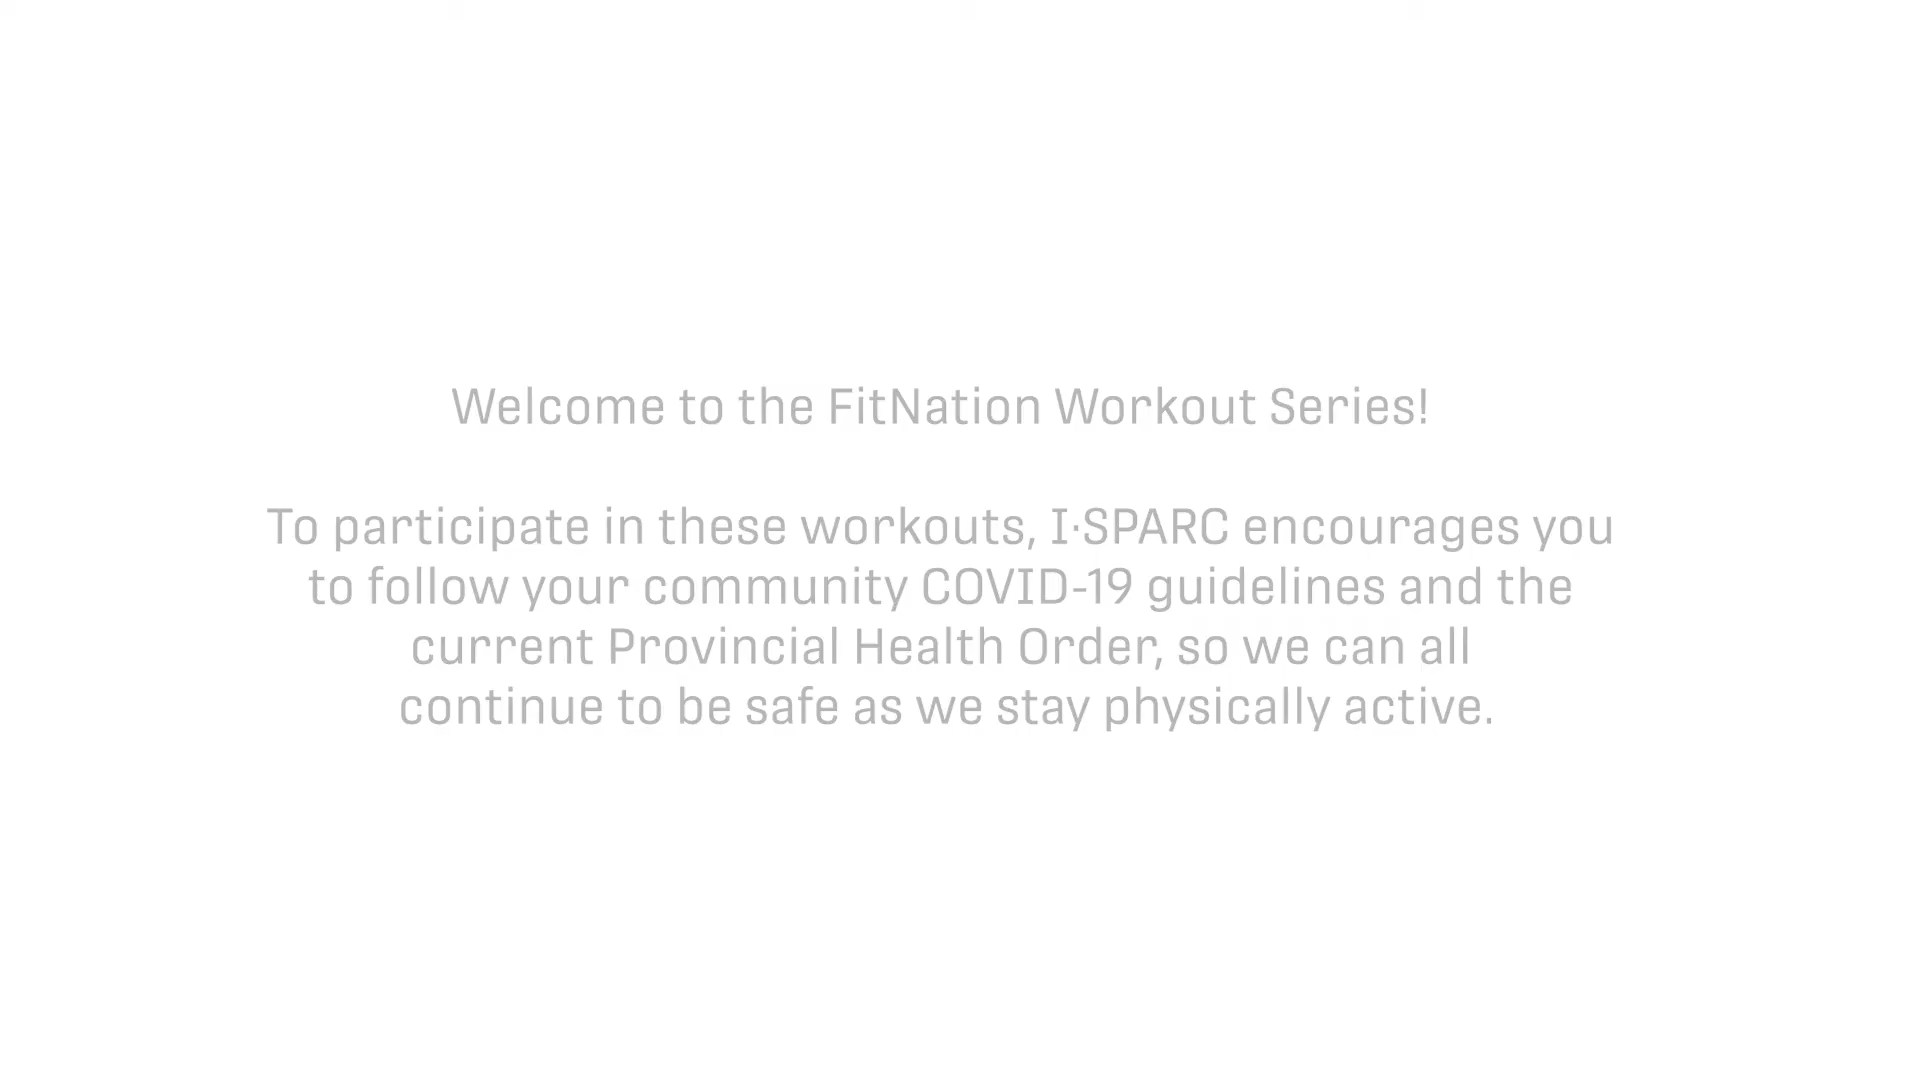 Welcome to the FitNation Workout Series!
To participate in these workouts, I·SPARC encourages you
to follow your community COVID-19 guidelines and the
current Provincial Health Order, so we can all
continue to be safe as we stay physically active.